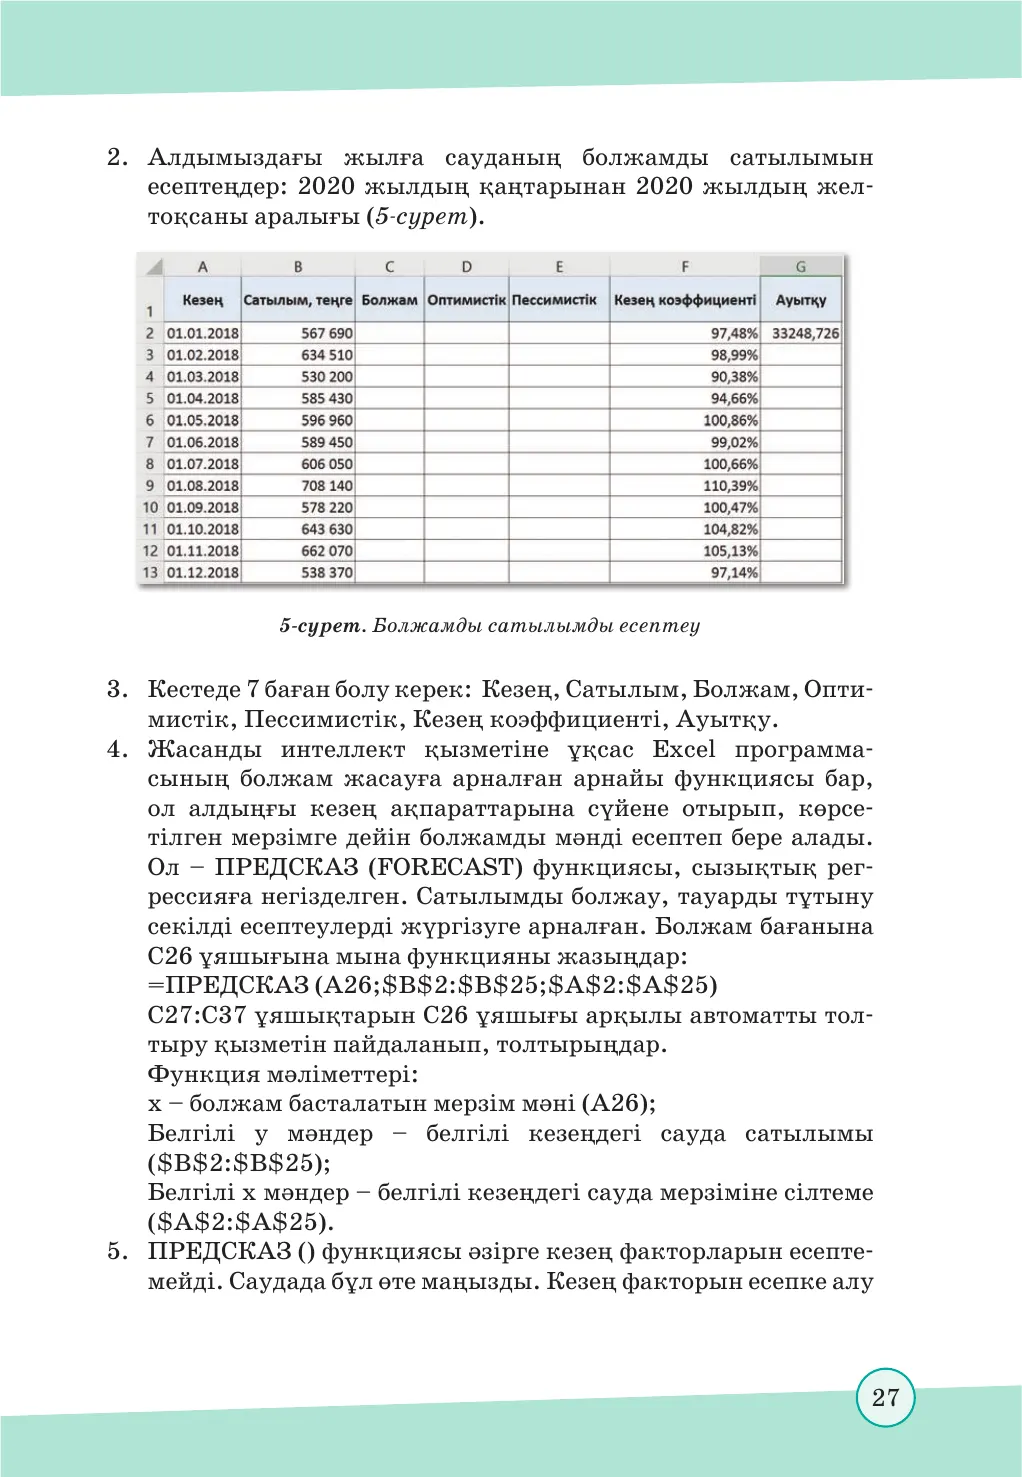 2. Алдымыздағы жылға сауданың болжамды сатылымын
есептеңдер: 2020 жылдың қаңтарынан 2020 жылдың жел-
тоқсаны аралығы (5-сурет).
A B C D E F G
1 Кезең Сатылым, теңге Болжам Оптимистік Пессимистік Кезең коэффициенті Ауытқу
2 01.01.2018 567 690 97,48% 33248,726
3 01.02.2018 634 510 98,99%
4 01.03.2018 530 200 90,38%
5 01.04.2018 585 430 94,66%
6 01.05.2018 596 960 100,86%
7 01.06.2018 589 450 99,02%
8 01.07.2018 606 050 100,66%
9 01.08.2018 708 140 110,39%
10 01.09.2018 578 220 100,47%
11 01.10.2018 643 630 104,82%
12 01.11.2018 662 070 105,13%
13 01.12.2018 538 370 97,14%
5-сурет. Болжамды сатылымды есептеу
3. Кестеде 7 баған болу керек: Кезең, Сатылым, Болжам, Опти-
мистік, Пессимистік, Кезең коэффициенті, Ауытқу.
4. Жасанды интеллект қызметіне ұқсас Excel программа-
сының болжам жасауға арналған арнайы функциясы бар,
ол алдыңғы кезең ақпараттарына сүйене отырып, көрсе-
тілген мерзімге дейін болжамды мәнді есептеп бере алады.
Ол – ПРЕДСКАЗ (FORECAST) функциясы, сызықтық рег-
рессияға негізделген. Сатылымды болжау, тауарды тұтыну
секілді есептеулерді жүргізуге арналған. Болжам бағанына
C26 ұяшығына мына функцияны жазыңдар:
=ПРЕДСКАЗ (A26;$B$2:$B$25;$A$2:$A$25)
C27:C37 ұяшықтарын C26 ұяшығы арқылы автоматты тол-
тыру қызметін пайдаланып, толтырыңдар.
Функция мәліметтері:
x – болжам басталатын мерзім мәні (A26);
Белгілі y мәндер – белгілі кезеңдегі сауда сатылымы
($B$2:$B$25);
Белгілі x мәндер – белгілі кезеңдегі сауда мерзіміне сілтеме
($A$2:$A$25).
5. ПРЕДСКАЗ () функциясы әзірге кезең факторларын есепте-
мейді. Саудада бұл өте маңызды. Кезең факторын есепке алу
27